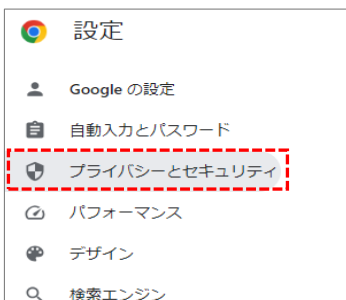 設定
Google の設定
自動入力とパスワード
プライバシーとセキュリティ
パフォーマンス
デザイン
検索エンジン